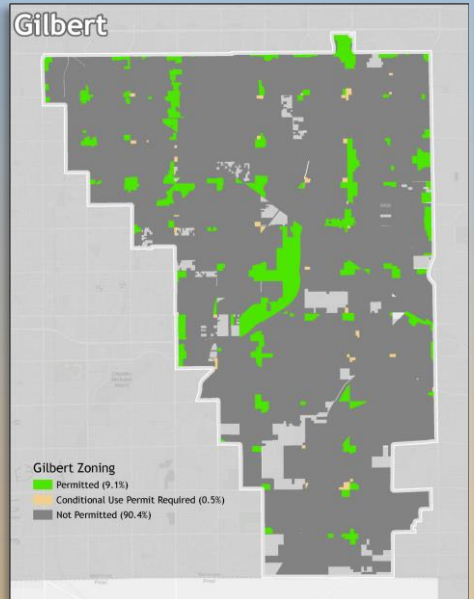 Gilbert
Gilbert Zoning
Permitted (9.1%)
Conditional Use Permit Required (0.5%)
Not Permitted (90.4%)